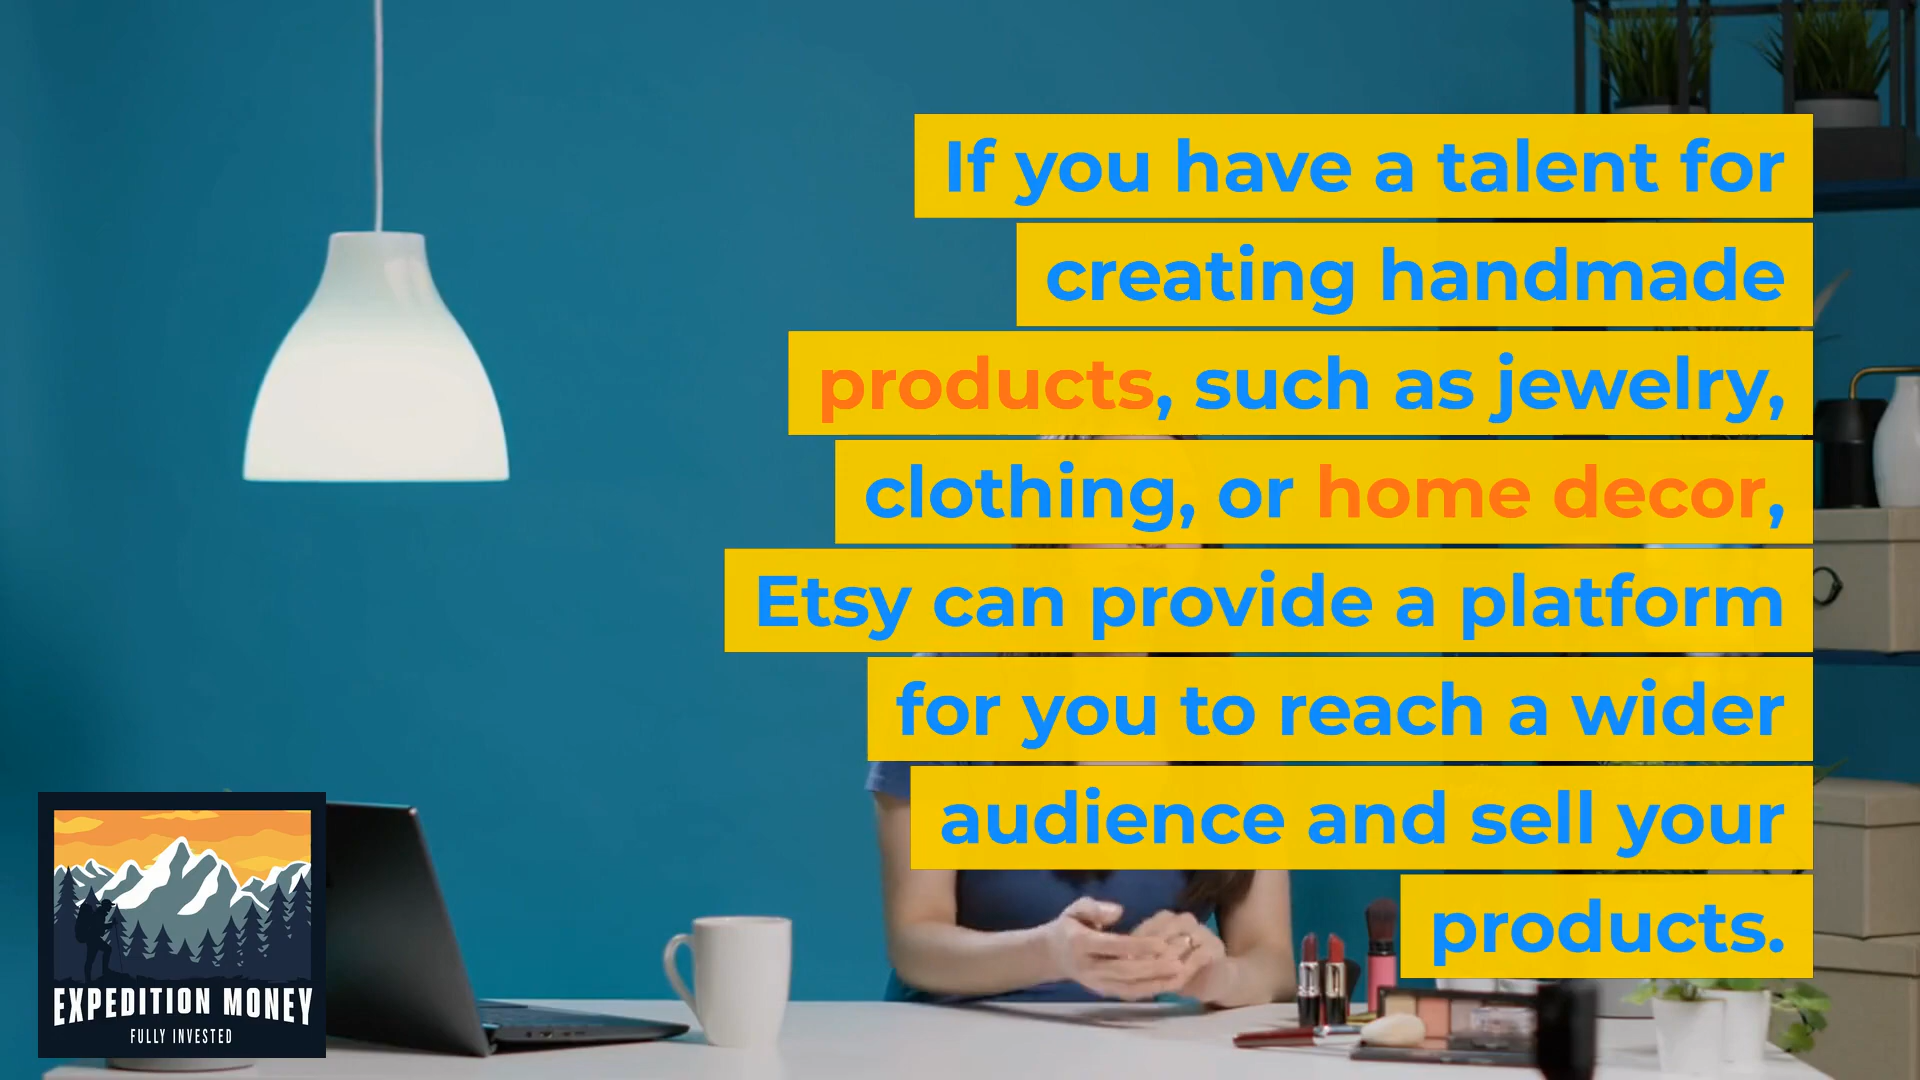 If you have a talent for
creating handmade
products, such as jewelry,
clothing, or home decor,
Etsy can provide a platform
for you to reach a wider
audience and sell your
products.
EXPEDITION MONEY
FULLY INVESTED